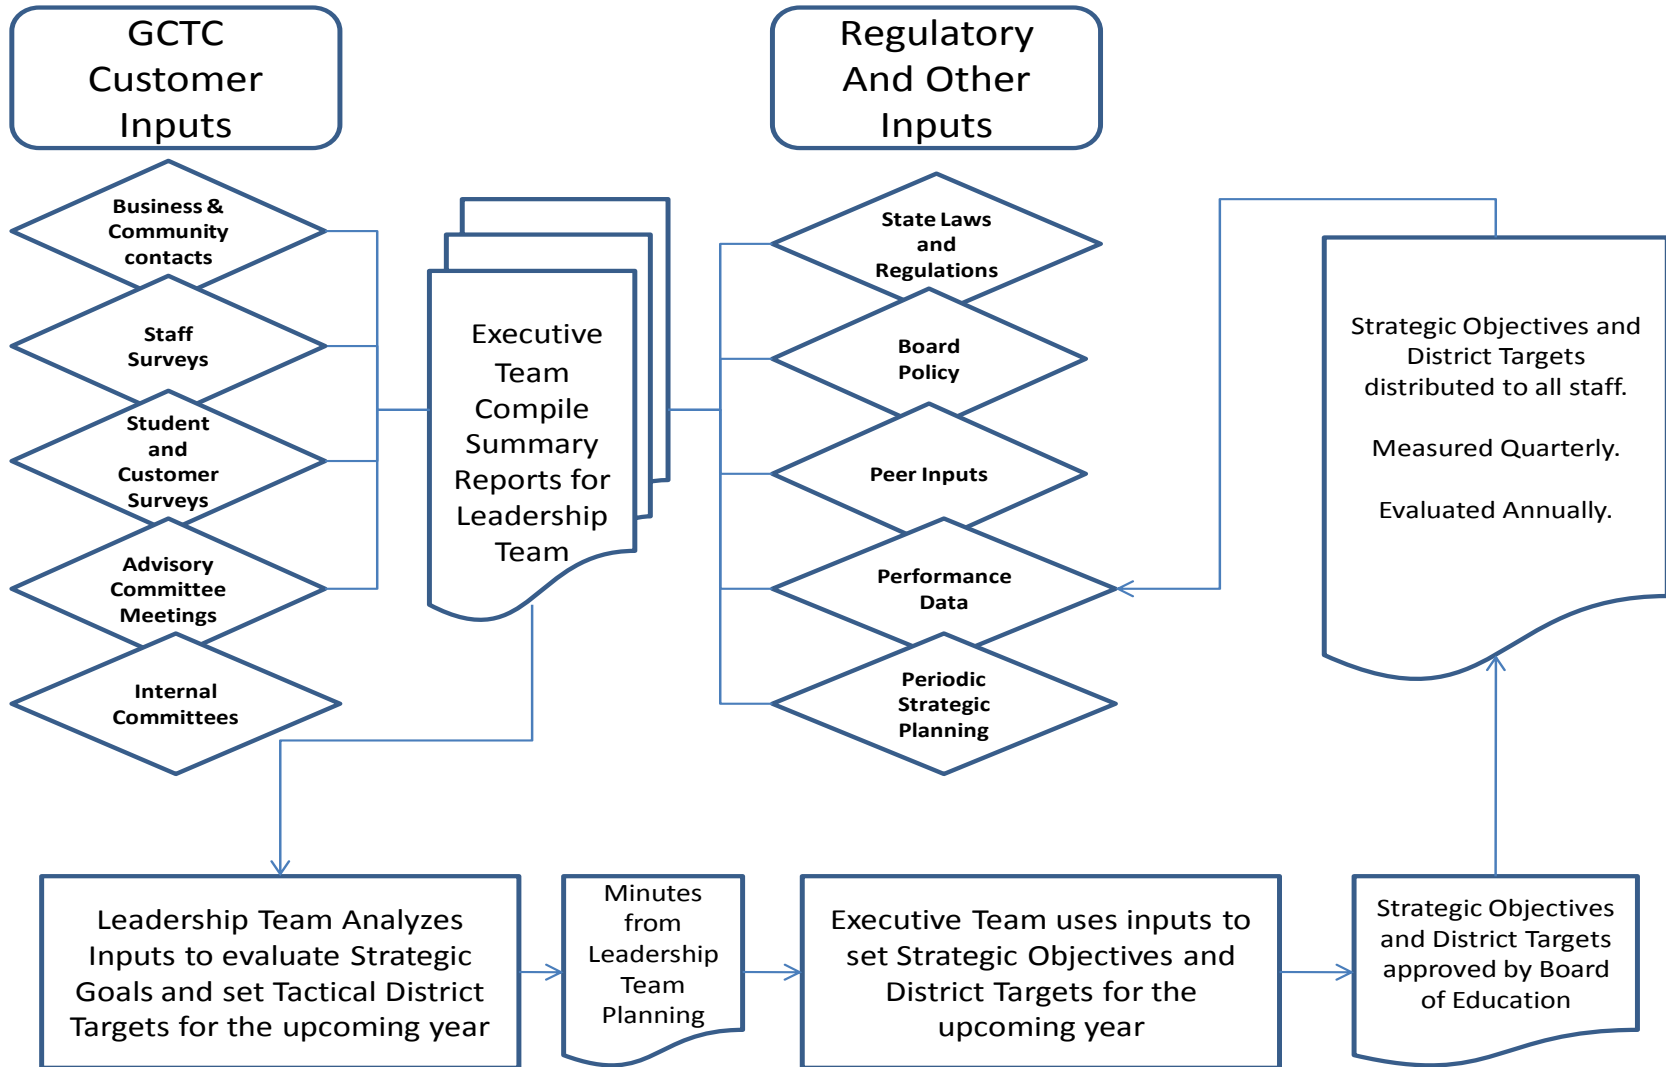 GCTC
Customer
Inputs
Regulatory
And Other
Inputs
Business &
Community
contacts
Staff
Surveys
Student
and
Customer
Surveys
Advisory
Committee
Meetings
Internal
Committees
Executive
Team
Compile
Summary
Reports for
Leadership
Team
State Laws
and
Regulations
Board
Policy
Peer Inputs
Performance
Data
Periodic
Strategic
Planning
Strategic Objectives and
District Targets
distributed to all staff.
Measured Quarterly.
Evaluated Annually.
Leadership Team Analyzes
Inputs to evaluate Strategic
Goals and set Tactical District
Targets for the upcoming year
Minutes
from
Leadership
Team
Planning
Executive Team uses inputs to
set Strategic Objectives and
District Targets for the
upcoming year
Strategic Objectives
and District Targets
approved by Board
of Education